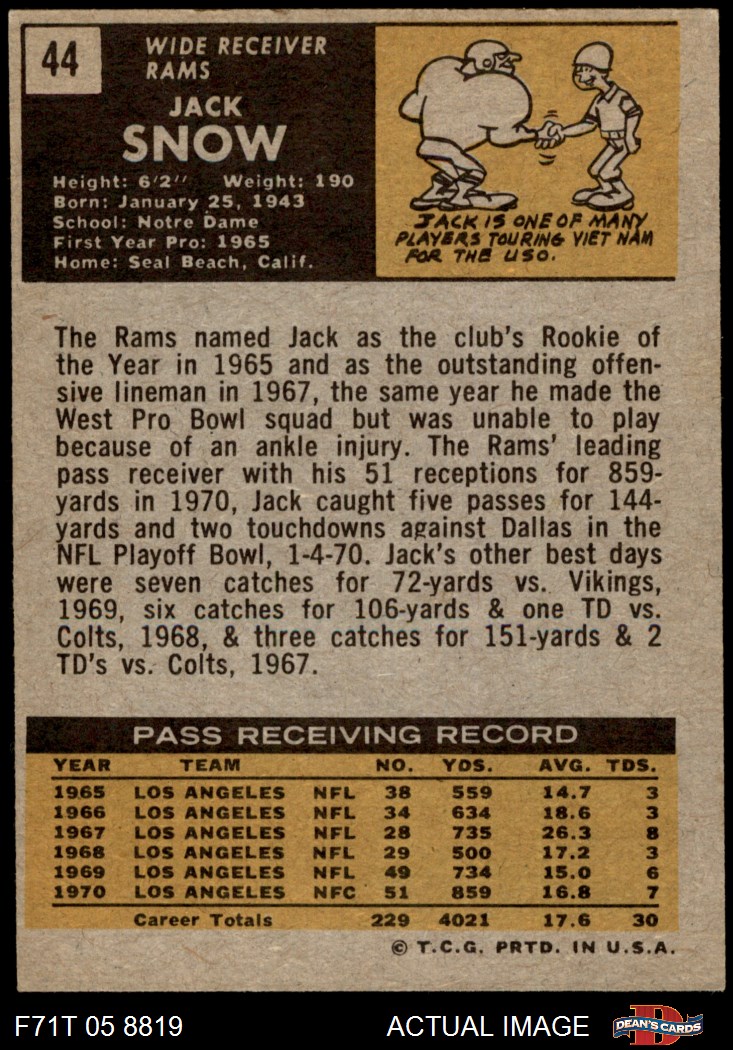 44
WIDE RECEIVER
RAMS
JACK
SNOW
Height: 6'2" Weight: 190
Born: January 25, 1943
School: Notre Dame
First Year Pro: 1965
Home: Seal Beach, Calif.
JACK IS ONE OF MANY
PLAYERS TOURING VIET NAM
FOR THE USO.
The Rams named Jack as the club's Rookie of
the Year in 1965 and as the outstanding offen-
sive lineman in 1967, the same year he made the
West Pro Bowl squad but was unable to play
because of an ankle injury. The Rams' leading
pass receiver with his 51 receptions for 859-
yards in 1970, Jack caught five passes for 144-
yards and two touchdowns against Dallas in the
NFL Playoff Bowl, 1-4-70. Jack's other best days
were seven catches for 72-yards vs. Vikings,
1969, six catches for 106-yards & one TD vs.
Colts, 1968, & three catches for 151-yards & 2
TD's vs. Colts, 1967.
PASS RECEIVING RECORD
YEAR TEAM NO. YDS. AVG. TDS.
1965 LOS ANGELES NFL 38 559 14.7 3
1966 LOS ANGELES NFL 34 634 18.6 3
1967 LOS ANGELES NFL 28 735 26.3 8
1968 LOS ANGELES NFL 29 500 17.2 3
1969 LOS ANGELES NFL 49 734 15.0 6
1970 LOS ANGELES NFC 51 859 16.8 7
Career Totals 229 4021 17.6 30
© T.C.G. PRTD. IN U.S.A.
F71T 05 8819 ACTUAL IMAGE DEAN'S CARDS